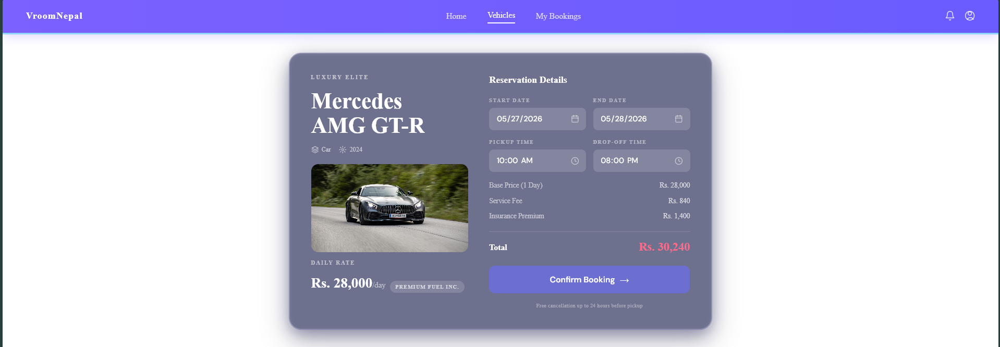 VroomNepal
Home
Vehicles
My Bookings
LUXURY ELITE
Mercedes
AMG GT-R
Car
2024
DAILY RATE
Rs. 28,000/day
PREMIUM FUEL INC.
Reservation Details
START DATE
END DATE
05/27/2026
05/28/2026
PICKUP TIME
DROP-OFF TIME
10:00 AM
08:00 PM
Base Price (1 Day)
Rs. 28,000
Service Fee
Rs. 840
Insurance Premium
Rs. 1,400
Total
Rs. 30,240
Confirm Booking →
Free cancellation up to 24 hours before pickup